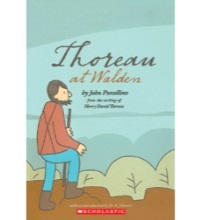 Thoreau
at Walden
by John Porcellino
from the writings of
Henry David Thoreau
SCHOLASTIC